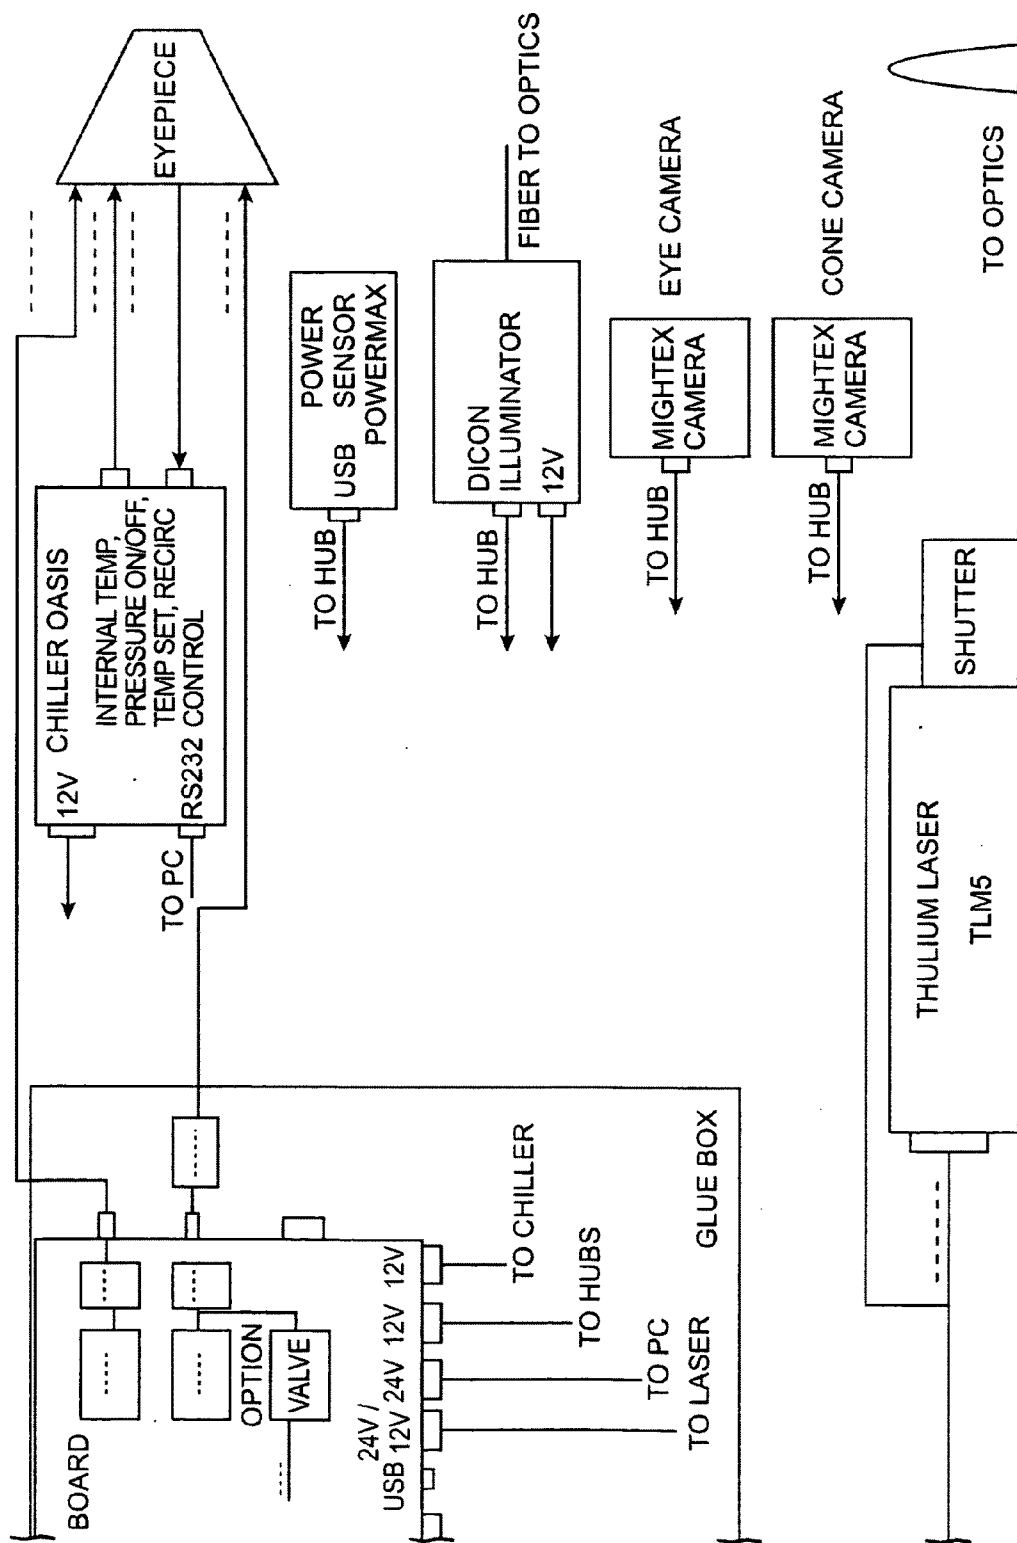 BOARD
OPTION
VALVE
24V /
USB 12V 24V 12V 12V
TO CHILLER
TO HUBS
TO PC
TO LASER
GLUE BOX
12V CHILLER OASIS
INTERNAL TEMP,
PRESSURE ON/OFF,
TEMP SET, RECIRC
RS232 CONTROL
TO PC
EYEPIECE
POWER
USB SENSOR
POWERMAX
TO HUB
DICON
ILLUMINATOR
12V
TO HUB
FIBER TO OPTICS
MIGHTEX
CAMERA
TO HUB
EYE CAMERA
MIGHTEX
CAMERA
TO HUB
CONE CAMERA
THULIUM LASER
TLM5
SHUTTER
TO OPTICS